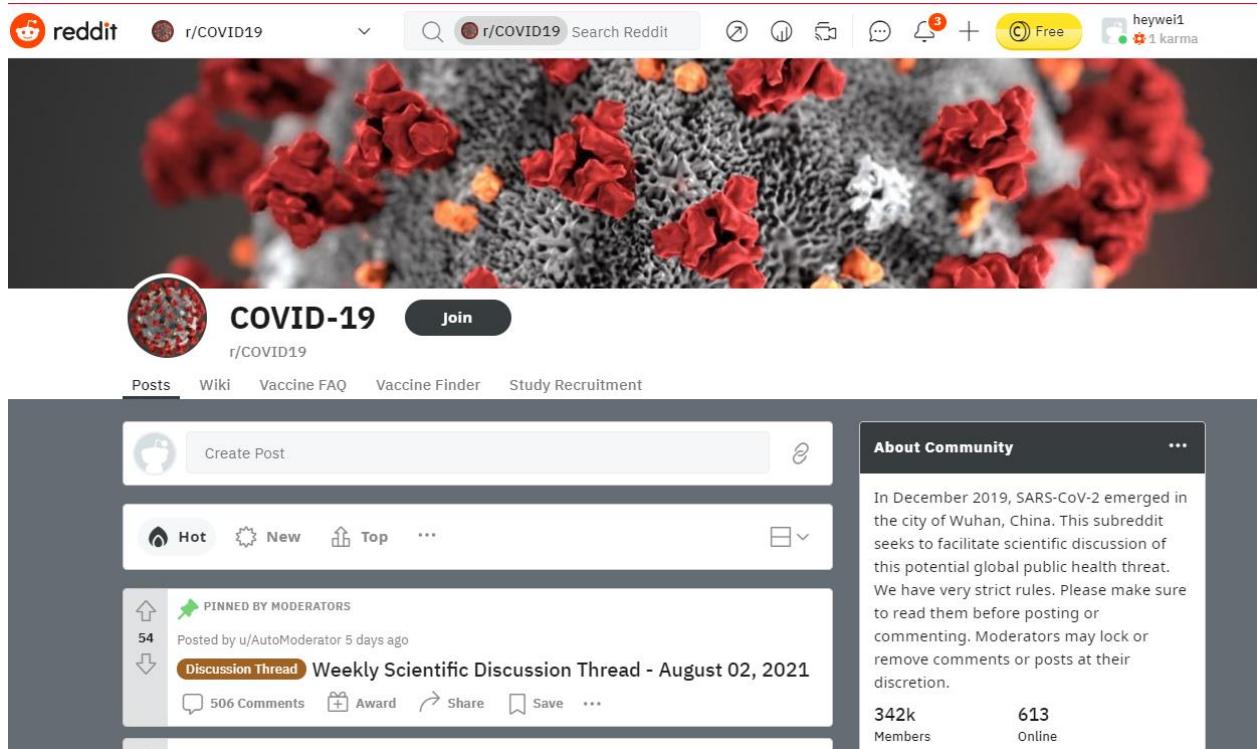 reddit
r/COVID19
r/COVID19 Search Reddit
3
Free
heywei1
1 karma
COVID-19
Join
r/COVID19
Posts Wiki Vaccine FAQ Vaccine Finder Study Recruitment
Create Post
Hot New Top ...
PINNED BY MODERATORS
54
Posted by u/AutoModerator 5 days ago
Discussion Thread Weekly Scientific Discussion Thread - August 02, 2021
506 Comments Award Share Save ...
About Community ...
In December 2019, SARS-CoV-2 emerged in
the city of Wuhan, China. This subreddit
seeks to facilitate scientific discussion of
this potential global public health threat.
We have very strict rules. Please make sure
to read them before posting or
commenting. Moderators may lock or
remove comments or posts at their
discretion.
342k 613
Members Online